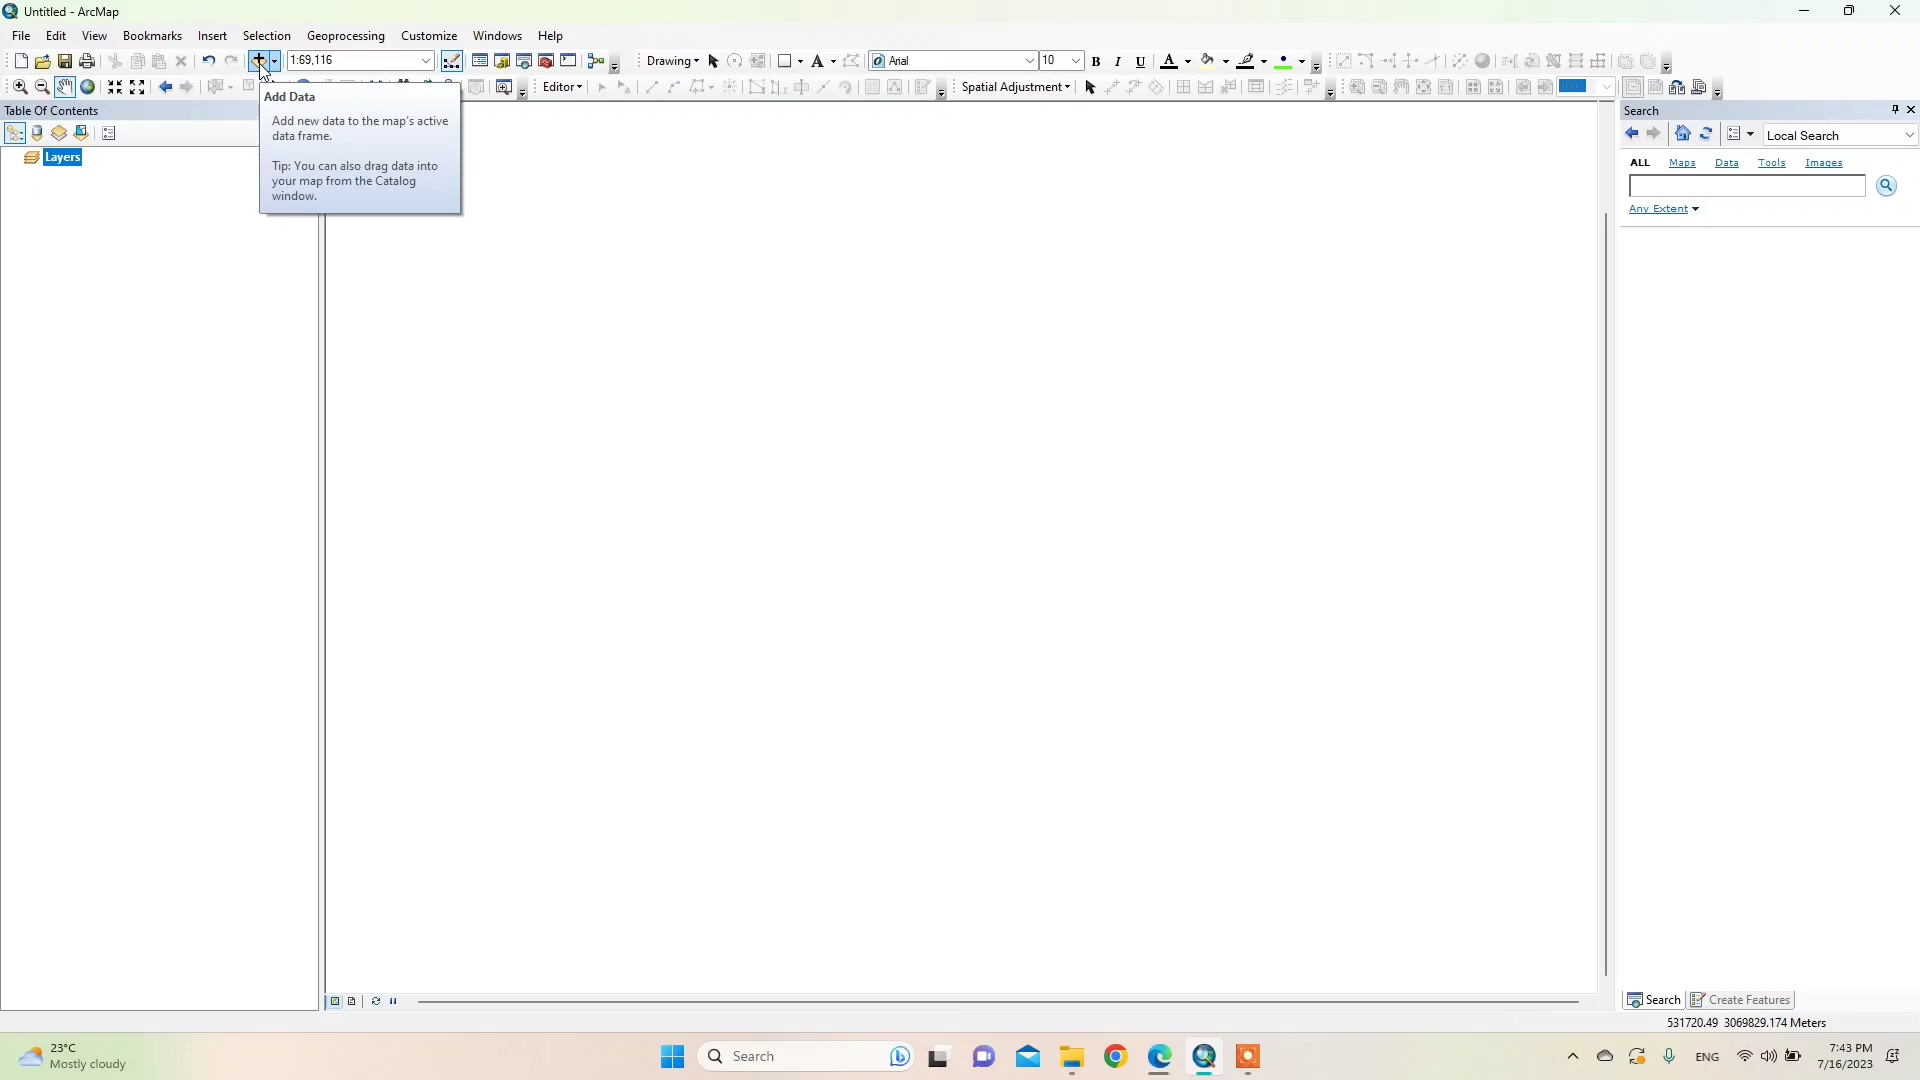 Untitled - ArcMap
File Edit View Bookmarks Insert Selection Geoprocessing Customize Windows Help
1:69,116
Drawing
Arial
10
B I U A
Editor
Spatial Adjustment
Table Of Contents
Layers
Add Data
Add new data to the map's active
data frame.
Tip: You can also drag data into
your map from the Catalog
window.
Search
Local Search
ALL Maps Data Tools Images
Any Extent
Search Create Features
531720.49 3069829.174 Meters
23°C
Mostly cloudy
Search
ENG
7:43 PM
7/16/2023